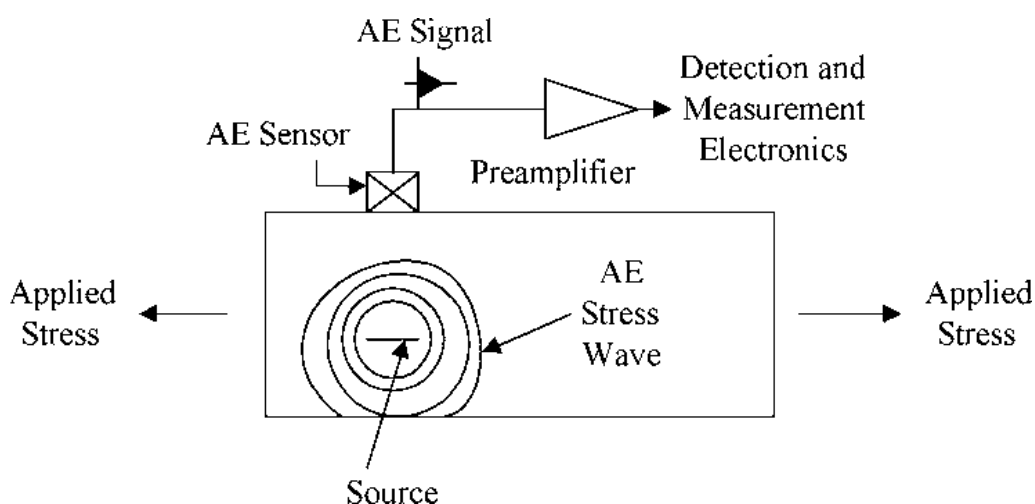 AE Signal
Detection and
Measurement
Electronics
AE Sensor
Preamplifier
Applied
Stress
AE
Stress
Wave
Applied
Stress
Source